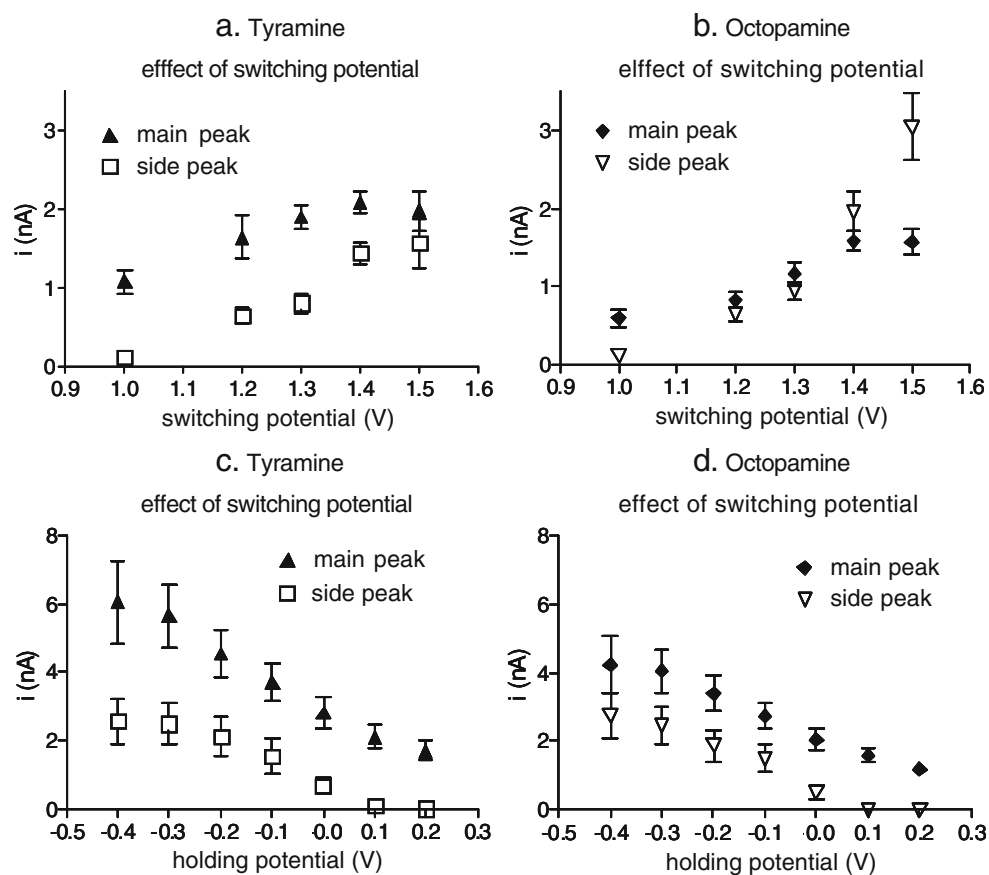 a. Tyramine
efffect of switching potential
main peak
side peak
i (nA)
3
2
1
0
0.9 1.0 1.1 1.2 1.3 1.4 1.5 1.6
switching potential (V)
b. Octopamine
elffect of switching potential
main peak
side peak
i (nA)
3
2
1
0
0.9 1.0 1.1 1.2 1.3 1.4 1.5 1.6
switching potential (V)
c. Tyramine
effect of switching potential
main peak
side peak
i (nA)
8
6
4
2
0
-0.5 -0.4 -0.3 -0.2 -0.1 0.0 0.1 0.2 0.3
holding potential (V)
d. Octopamine
effect of switching potential
main peak
side peak
i (nA)
8
6
4
2
0
-0.5 -0.4 -0.3 -0.2 -0.1 0.0 0.1 0.2 0.3
holding potential (V)